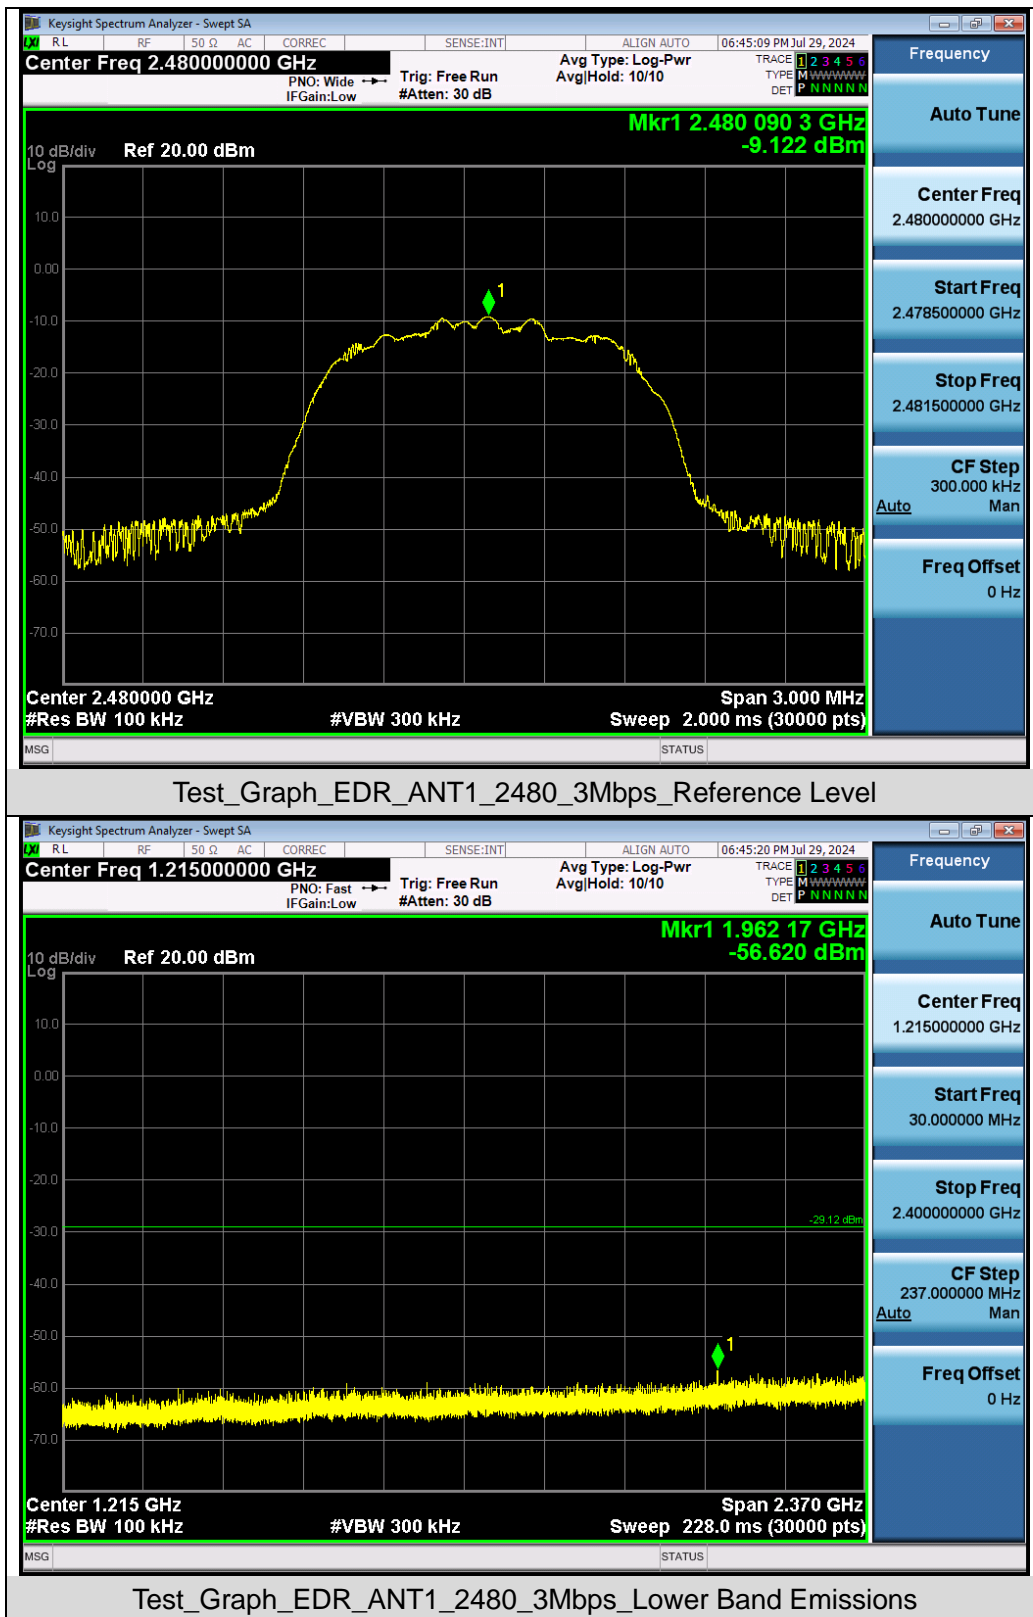 Keysight Spectrum Analyzer - Swept SA
LXI RL RF 50 Ω AC CORREC SENSE:INT ALIGN AUTO 06:45:09 PM Jul 29, 2024
Center Freq 2.480000000 GHz
PNO: Wide
IFGain:Low
Trig: Free Run
#Atten: 30 dB
Avg Type: Log-Pwr
Avg|Hold: 10/10
TRACE 1 2 3 4 5 6
TYPE M W W W W W
DET P N N N N N
Mkr1 2.480 090 3 GHz
-9.122 dBm
10 dB/div Ref 20.00 dBm
Log
10.0
0.00
1
-10.0
-20.0
-30.0
-40.0
-50.0
-60.0
-70.0
Center 2.480000 GHz Span 3.000 MHz
#Res BW 100 kHz #VBW 300 kHz Sweep 2.000 ms (30000 pts)
MSG STATUS
Frequency
Auto Tune
Center Freq
2.480000000 GHz
Start Freq
2.478500000 GHz
Stop Freq
2.481500000 GHz
CF Step
300.000 kHz
Auto Man
Freq Offset
0 Hz
Test_Graph_EDR_ANT1_2480_3Mbps_Reference Level
Keysight Spectrum Analyzer - Swept SA
LXI RL RF 50 Ω AC CORREC SENSE:INT ALIGN AUTO 06:45:20 PM Jul 29, 2024
Center Freq 1.215000000 GHz
PNO: Fast
IFGain:Low
Trig: Free Run
#Atten: 30 dB
Avg Type: Log-Pwr
Avg|Hold: 10/10
TRACE 1 2 3 4 5 6
TYPE M W W W W W
DET P N N N N N
Mkr1 1.962 17 GHz
-56.620 dBm
10 dB/div Ref 20.00 dBm
Log
10.0
0.00
-10.0
-20.0
-29.12 dBm
-30.0
-40.0
-50.0
1
-60.0
-70.0
Center 1.215 GHz Span 2.370 GHz
#Res BW 100 kHz #VBW 300 kHz Sweep 228.0 ms (30000 pts)
MSG STATUS
Frequency
Auto Tune
Center Freq
1.215000000 GHz
Start Freq
30.000000 MHz
Stop Freq
2.400000000 GHz
CF Step
237.000000 MHz
Auto Man
Freq Offset
0 Hz
Test_Graph_EDR_ANT1_2480_3Mbps_Lower Band Emissions